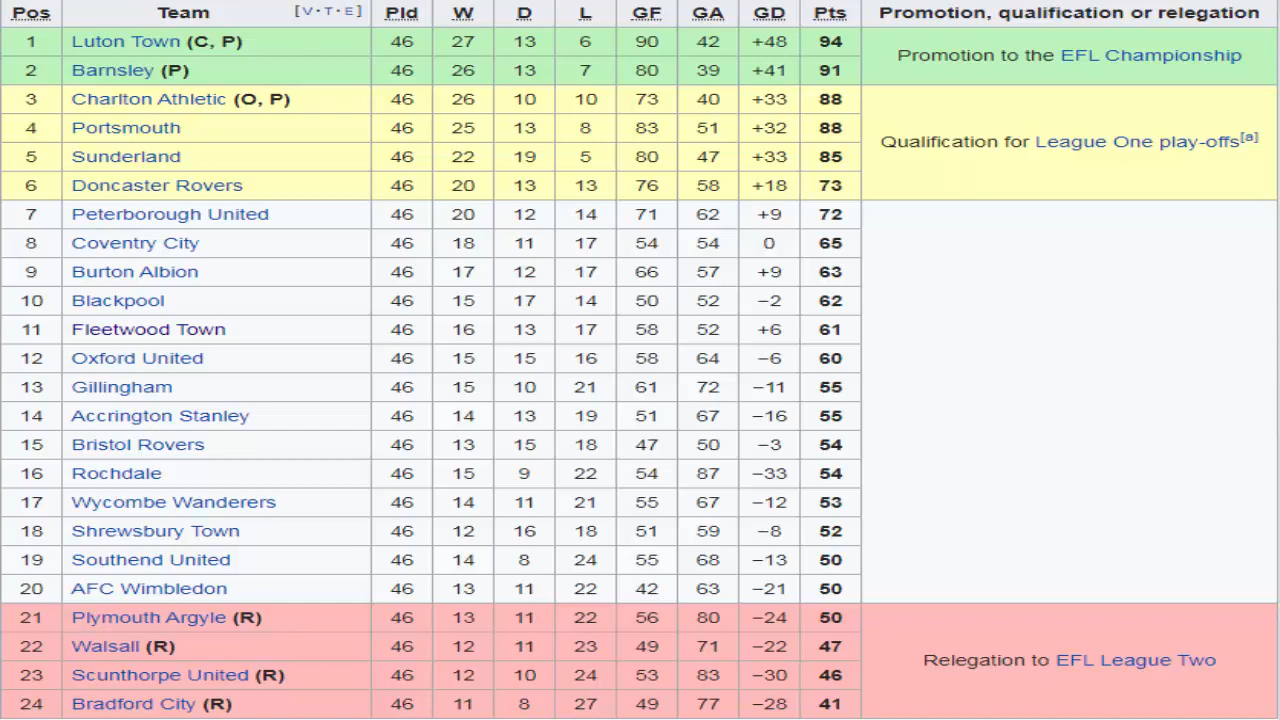 Pos Team [V·T·E] Pld W D L GF GA GD Pts Promotion, qualification or relegation
1 Luton Town (C, P) 46 27 13 6 90 42 +48 94
Promotion to the EFL Championship
2 Barnsley (P) 46 26 13 7 80 39 +41 91
3 Charlton Athletic (O, P) 46 26 10 10 73 40 +33 88
4 Portsmouth 46 25 13 8 83 51 +32 88
Qualification for League One play-offs[a]
5 Sunderland 46 22 19 5 80 47 +33 85
6 Doncaster Rovers 46 20 13 13 76 58 +18 73
7 Peterborough United 46 20 12 14 71 62 +9 72
8 Coventry City 46 18 11 17 54 54 0 65
9 Burton Albion 46 17 12 17 66 57 +9 63
10 Blackpool 46 15 17 14 50 52 −2 62
11 Fleetwood Town 46 16 13 17 58 52 +6 61
12 Oxford United 46 15 15 16 58 64 −6 60
13 Gillingham 46 15 10 21 61 72 −11 55
14 Accrington Stanley 46 14 13 19 51 67 −16 55
15 Bristol Rovers 46 13 15 18 47 50 −3 54
16 Rochdale 46 15 9 22 54 87 −33 54
17 Wycombe Wanderers 46 14 11 21 55 67 −12 53
18 Shrewsbury Town 46 12 16 18 51 59 −8 52
19 Southend United 46 14 8 24 55 68 −13 50
20 AFC Wimbledon 46 13 11 22 42 63 −21 50
21 Plymouth Argyle (R) 46 13 11 22 56 80 −24 50
22 Walsall (R) 46 12 11 23 49 71 −22 47
Relegation to EFL League Two
23 Scunthorpe United (R) 46 12 10 24 53 83 −30 46
24 Bradford City (R) 46 11 8 27 49 77 −28 41